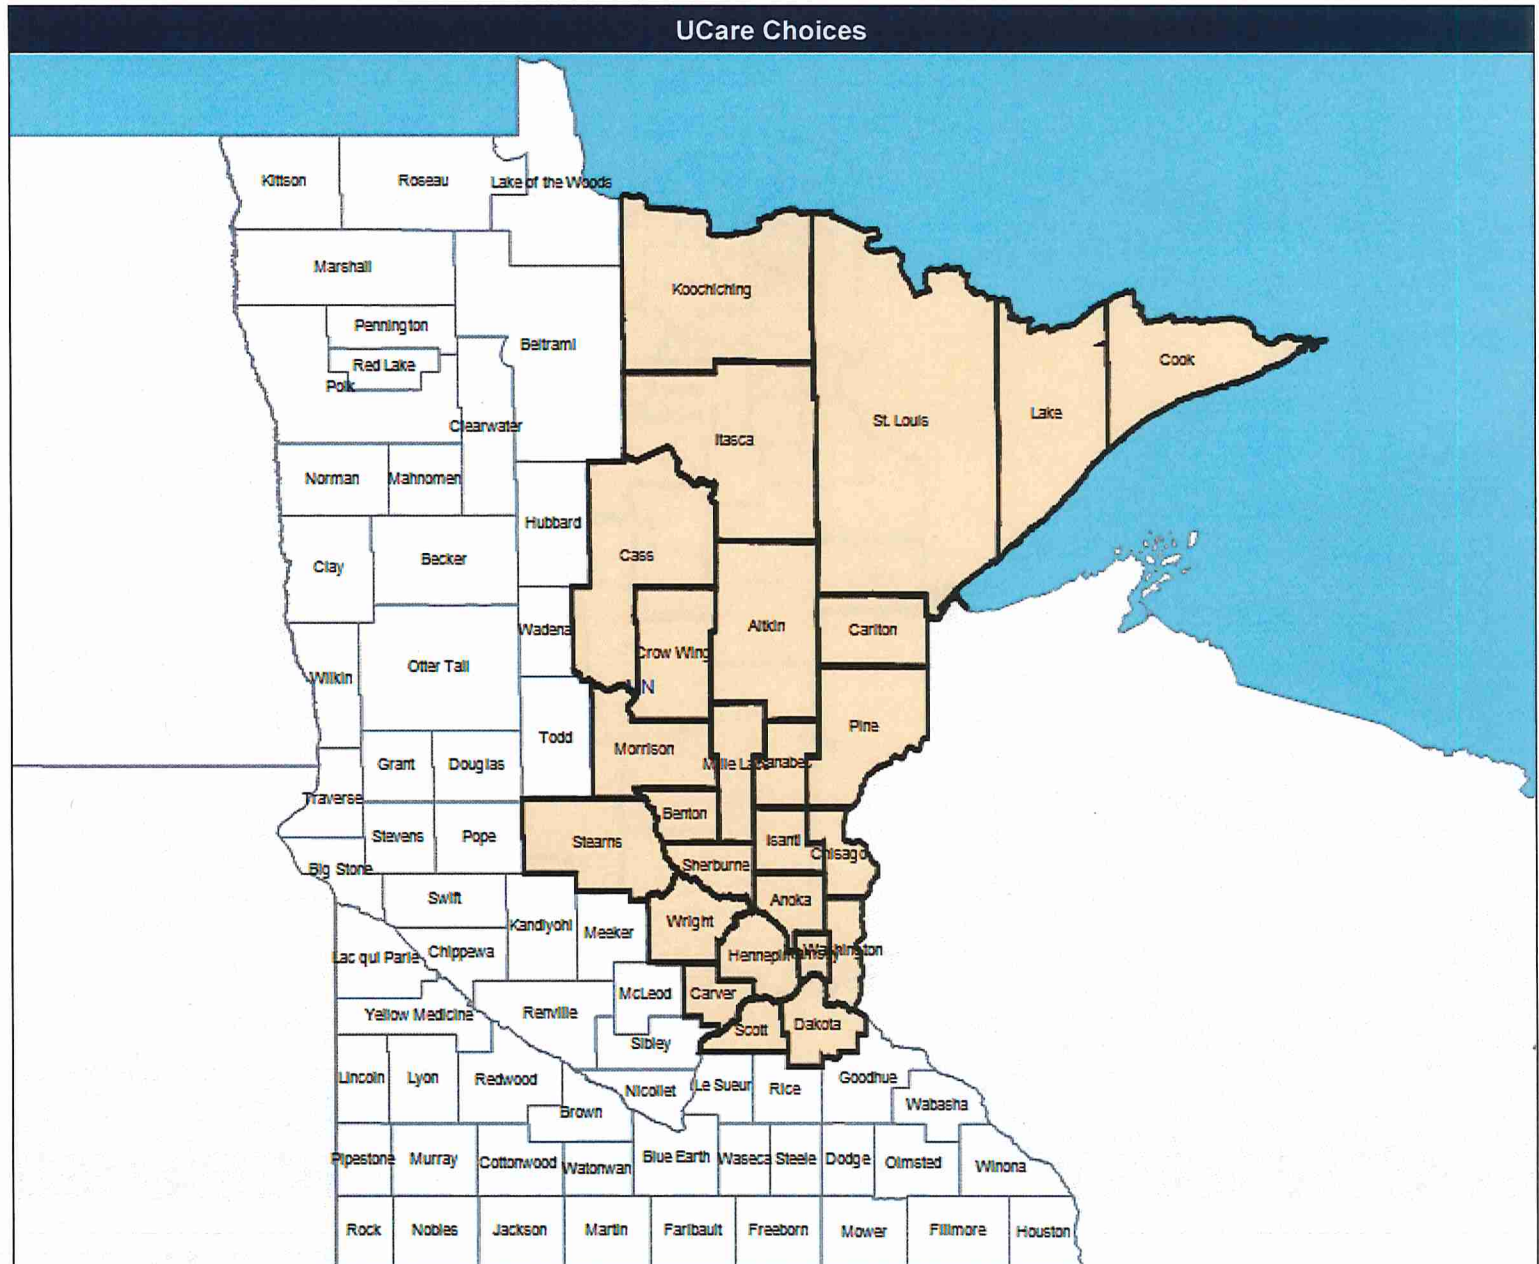 UCare Choices
Kittson
Roseau
Lake of the Woods
Marshall
Koochiching
Pennington
Beltrami
Red Lake
Polk
Cook
Lake
St. Louis
Clearwater
Itasca
Norman
Mahnomen
Hubbard
Cass
Becker
Clay
Aitkin
Carlton
Wadena
Crow Wing
Otter Tail
Wilkin
Pine
Todd
Morrison
Grant
Douglas
Traverse
Benton
Stevens
Pope
Stearns
Isanti
Chisago
Sherburne
Big Stone
Swift
Anoka
Kandiyohi
Meeker
Wright
Lac qui Parle
Chippewa
Hennepin
Washington
McLeod
Carver
Yellow Medicine
Renville
Scott
Dakota
Sibley
Lincoln
Lyon
Redwood
Nicollet
Le Sueur
Rice
Goodhue
Wabasha
Brown
Pipestone
Murray
Cottonwood
Watonwan
Blue Earth
Waseca
Steele
Dodge
Olmsted
Winona
Rock
Nobles
Jackson
Martin
Faribault
Freeborn
Mower
Fillmore
Houston